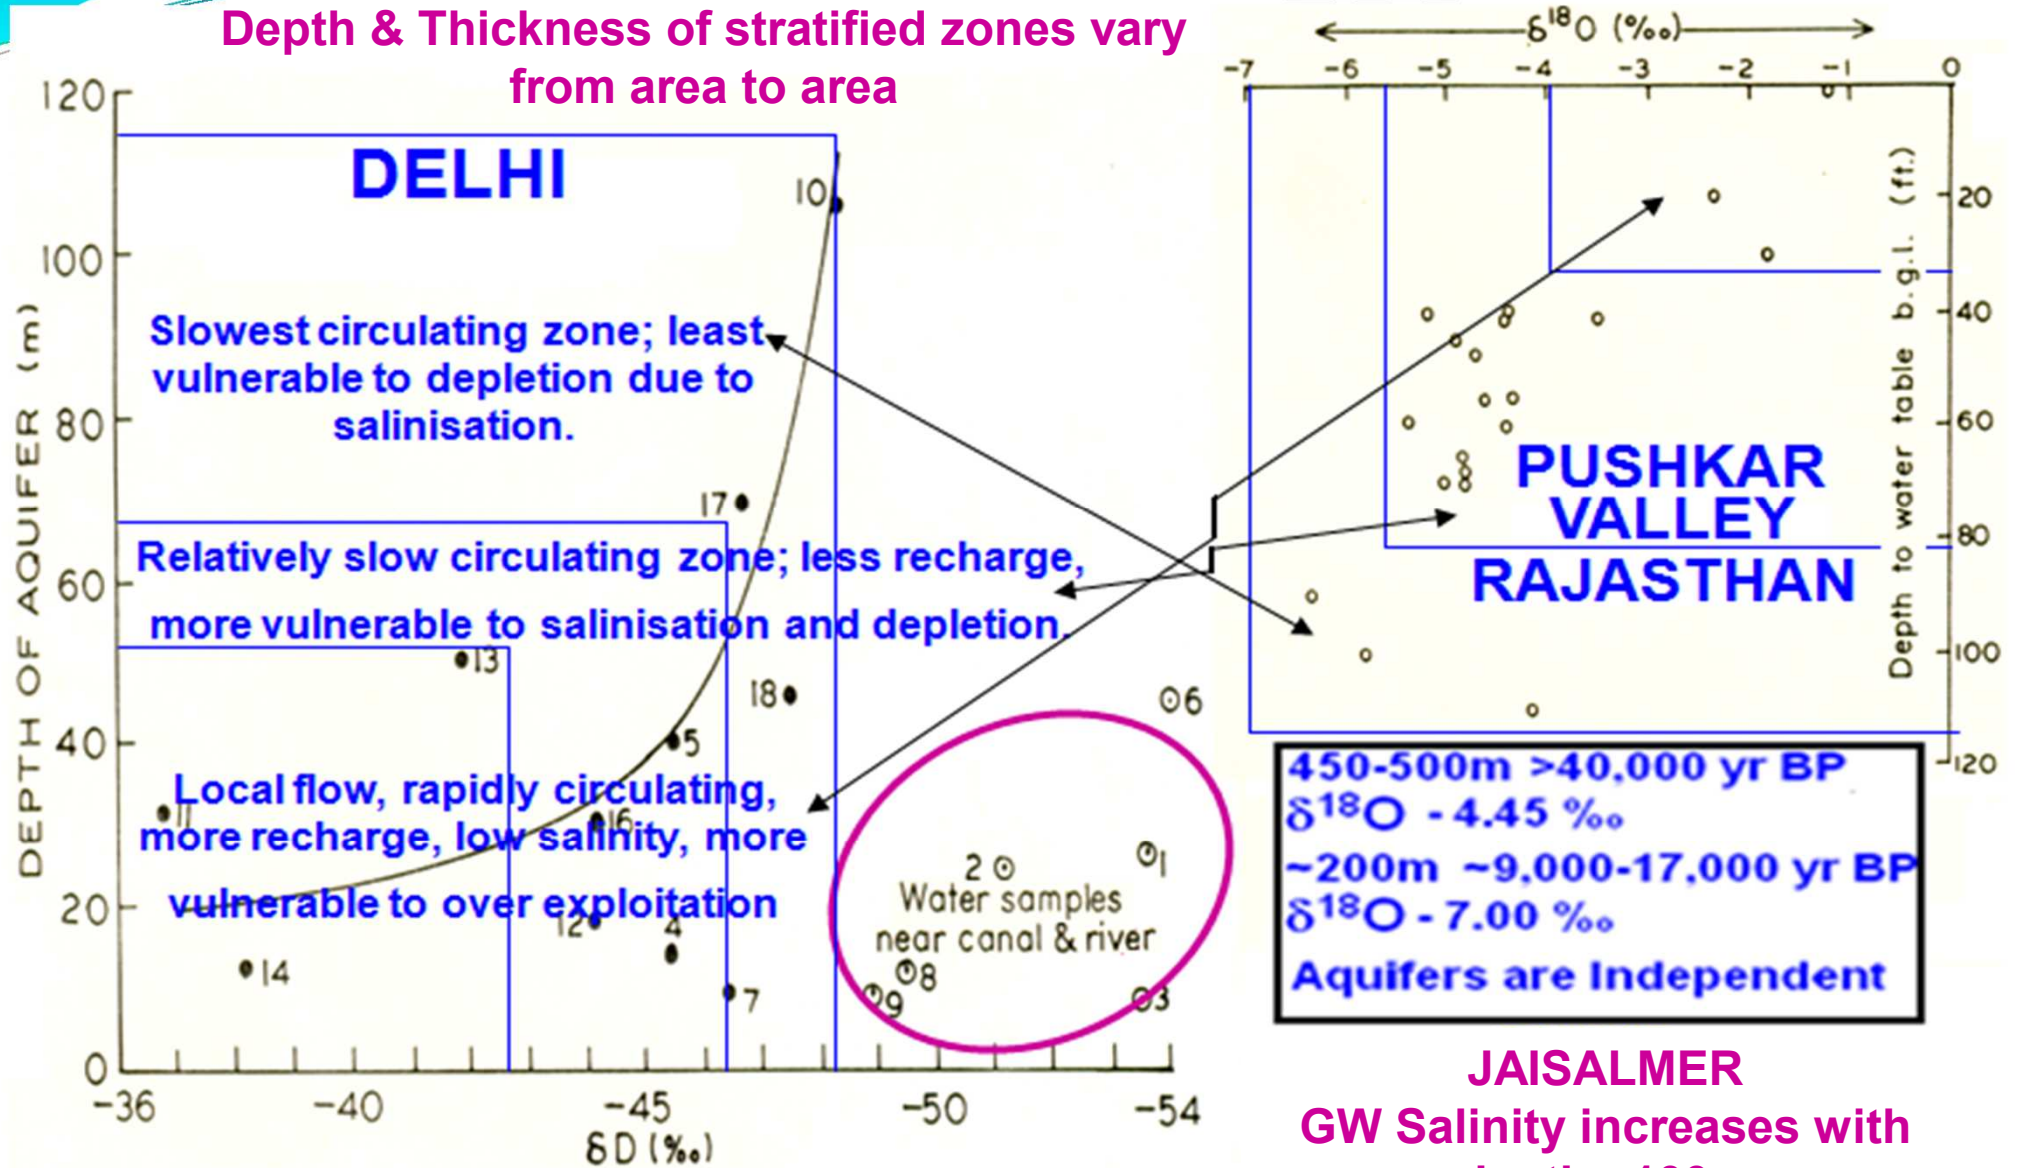 Depth & Thickness of stratified zones vary
from area to area
120
100
80
60
40
20
0
DEPTH OF AQUIFER (m)
DELHI
10
Slowest circulating zone; least
vulnerable to depletion due to
salinisation.
17
Relatively slow circulating zone; less recharge,
more vulnerable to salinisation and depletion.
13
18
6
5
Local flow, rapidly circulating,
11
16
more recharge, low salinity, more
vulnerable to over exploitation
12
4
14
7
2
1
Water samples
near canal & river
8
9
3
-36
-40
-45
-50
-54
δD (‰)
δ18O (‰)
-7
-6
-5
-4
-3
-2
-1
0
20
40
60
80
100
120
Depth to water table b.g.l. (ft.)
PUSHKAR
VALLEY
RAJASTHAN
450-500m >40,000 yr BP
δ18O - 4.45 ‰
~200m ~9,000-17,000 yr BP
δ18O - 7.00 ‰
Aquifers are Independent
JAISALMER
GW Salinity increases with